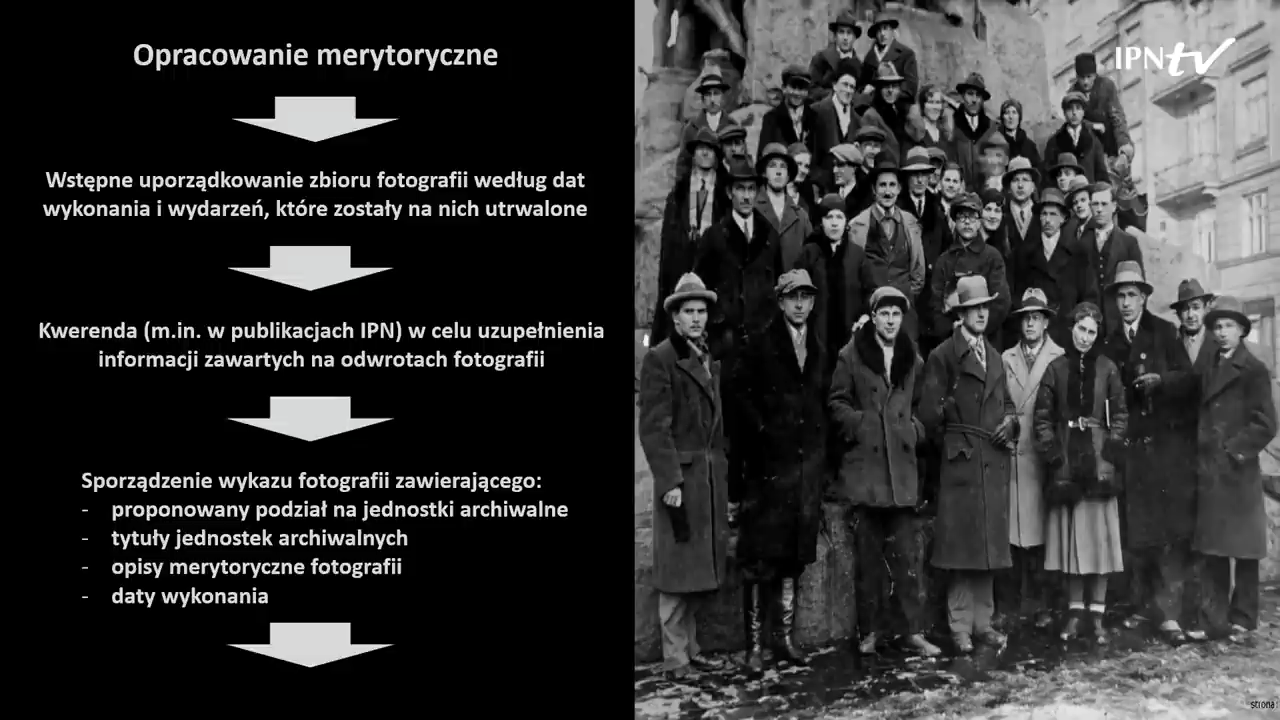 Opracowanie merytoryczne
Wstępne uporządkowanie zbioru fotografii według dat
wykonania i wydarzeń, które zostały na nich utrwalone
Kwerenda (m.in. w publikacjach IPN) w celu uzupełnienia
informacji zawartych na odwrotach fotografii
Sporządzenie wykazu fotografii zawierającego:
- proponowany podział na jednostki archiwalne
- tytuły jednostek archiwalnych
- opisy merytoryczne fotografii
- daty wykonania
IPNtv
strona